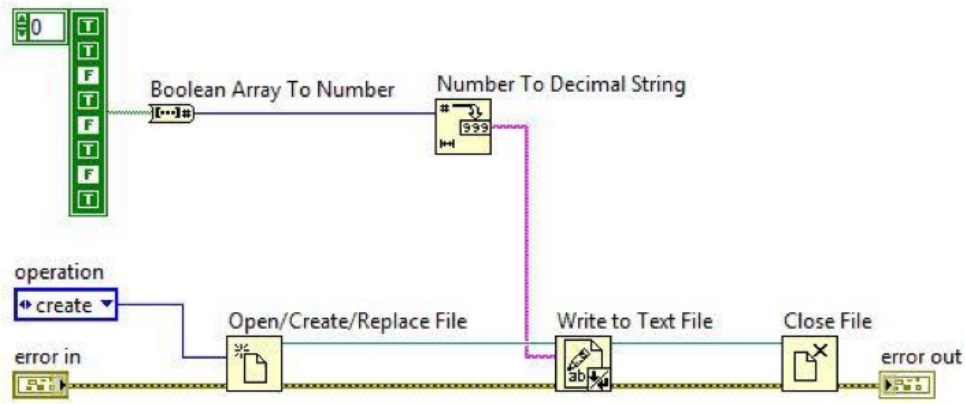 0
T
T
F
T
F
T
F
T
Boolean Array To Number
[...]#
Number To Decimal String
#
999
operation
create
Open/Create/Replace File
Write to Text File
ab
Close File
error in
error out